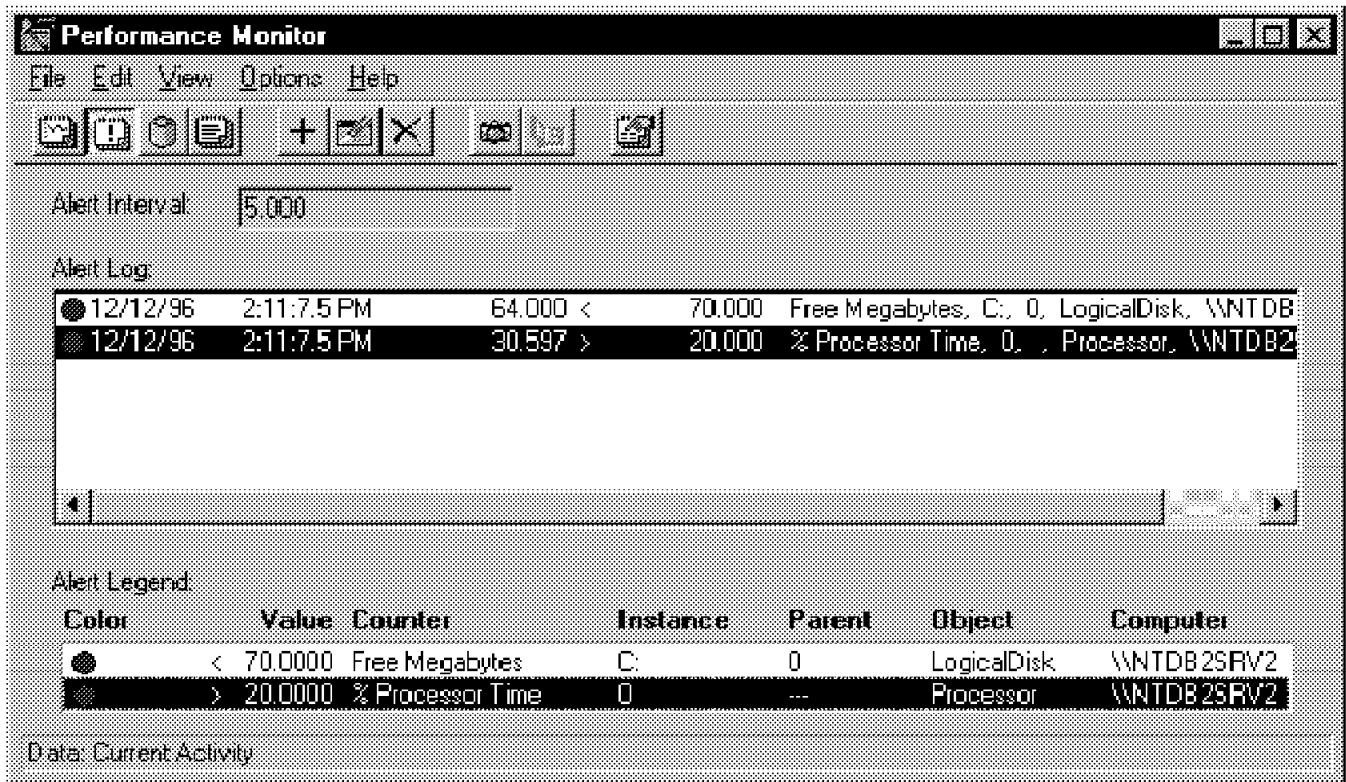 Performance Monitor
File Edit View Options Help
Alert Interval: 5.000
Alert Log:
12/12/96 2:11:7.5 PM 64.000 < 70.000 Free Megabytes, C:, 0, LogicalDisk, \\NTDB
12/12/96 2:11:7.5 PM 30.597 > 20.000 % Processor Time, 0, , Processor, \\NTDB2
Alert Legend:
Color Value Counter Instance Parent Object Computer
< 70.0000 Free Megabytes C: 0 LogicalDisk \\NTDB2SRV2
> 20.0000 % Processor Time 0 --- Processor \\NTDB2SRV2
Data: Current Activity